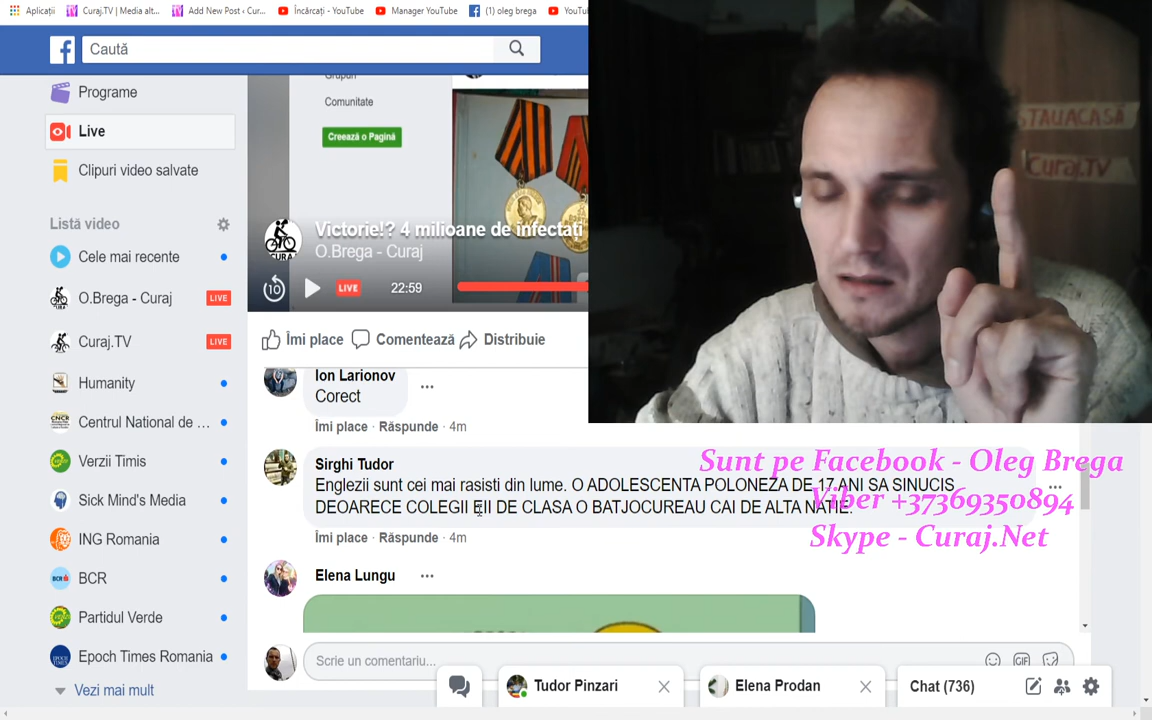 Aplicații
Curaj.TV | Media alt...
Add New Post ‹ Cur...
Încărcați - YouTube
Manager YouTube
(1) oleg brega
YouTu
Caută
Programe
Live
Clipuri video salvate
Listă video
Cele mai recente
O.Brega - Curaj
LIVE
Curaj.TV
LIVE
Humanity
Centrul National de ...
Verzii Timis
Sick Mind's Media
ING Romania
BCR
Partidul Verde
Epoch Times Romania
Vezi mai mult
Grupuri
Comunitate
Creează o Pagină
Victorie!? 4 milioane de infectați
O.Brega - Curaj
CURA
10
LIVE
22:59
Îmi place
Comentează
Distribuie
Ion Larionov
Corect
Îmi place · Răspunde · 4m
Sirghi Tudor
Englezii sunt cei mai rasisti din lume. O ADOLESCENTA POLONEZA DE 17 ANI SA SINUCIS
DEOARECE COLEGII EII DE CLASA O BATJOCUREAU CAI DE ALTA NATIE.
Îmi place · Răspunde · 4m
Elena Lungu
Scrie un comentariu...
GIF
Tudor Pinzari
Elena Prodan
Chat (736)
STAUACASĂ
Curaj.TV
Sunt pe Facebook - Oleg Brega
Viber +37369350894
Skype - Curaj.Net